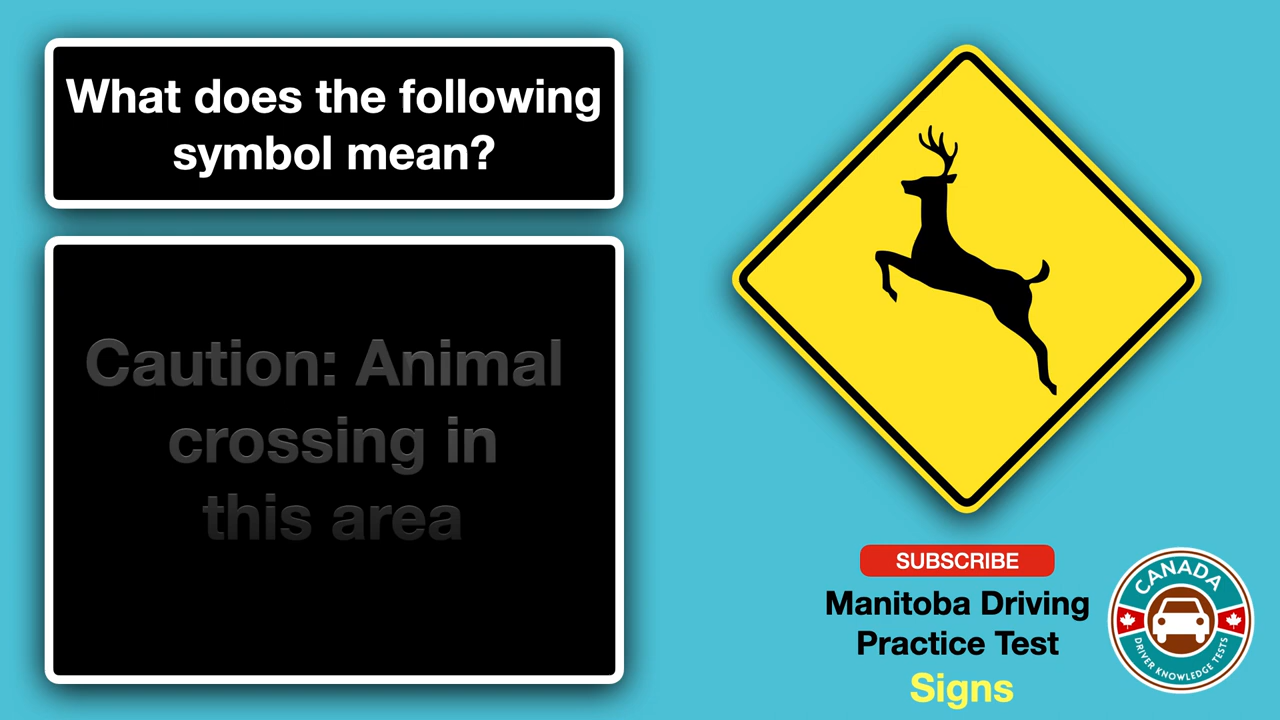 What does the following
symbol mean?
Caution: Animal
crossing in
this area
SUBSCRIBE
Manitoba Driving
Practice Test
Signs
CANADA
DRIVER KNOWLEDGE TESTS